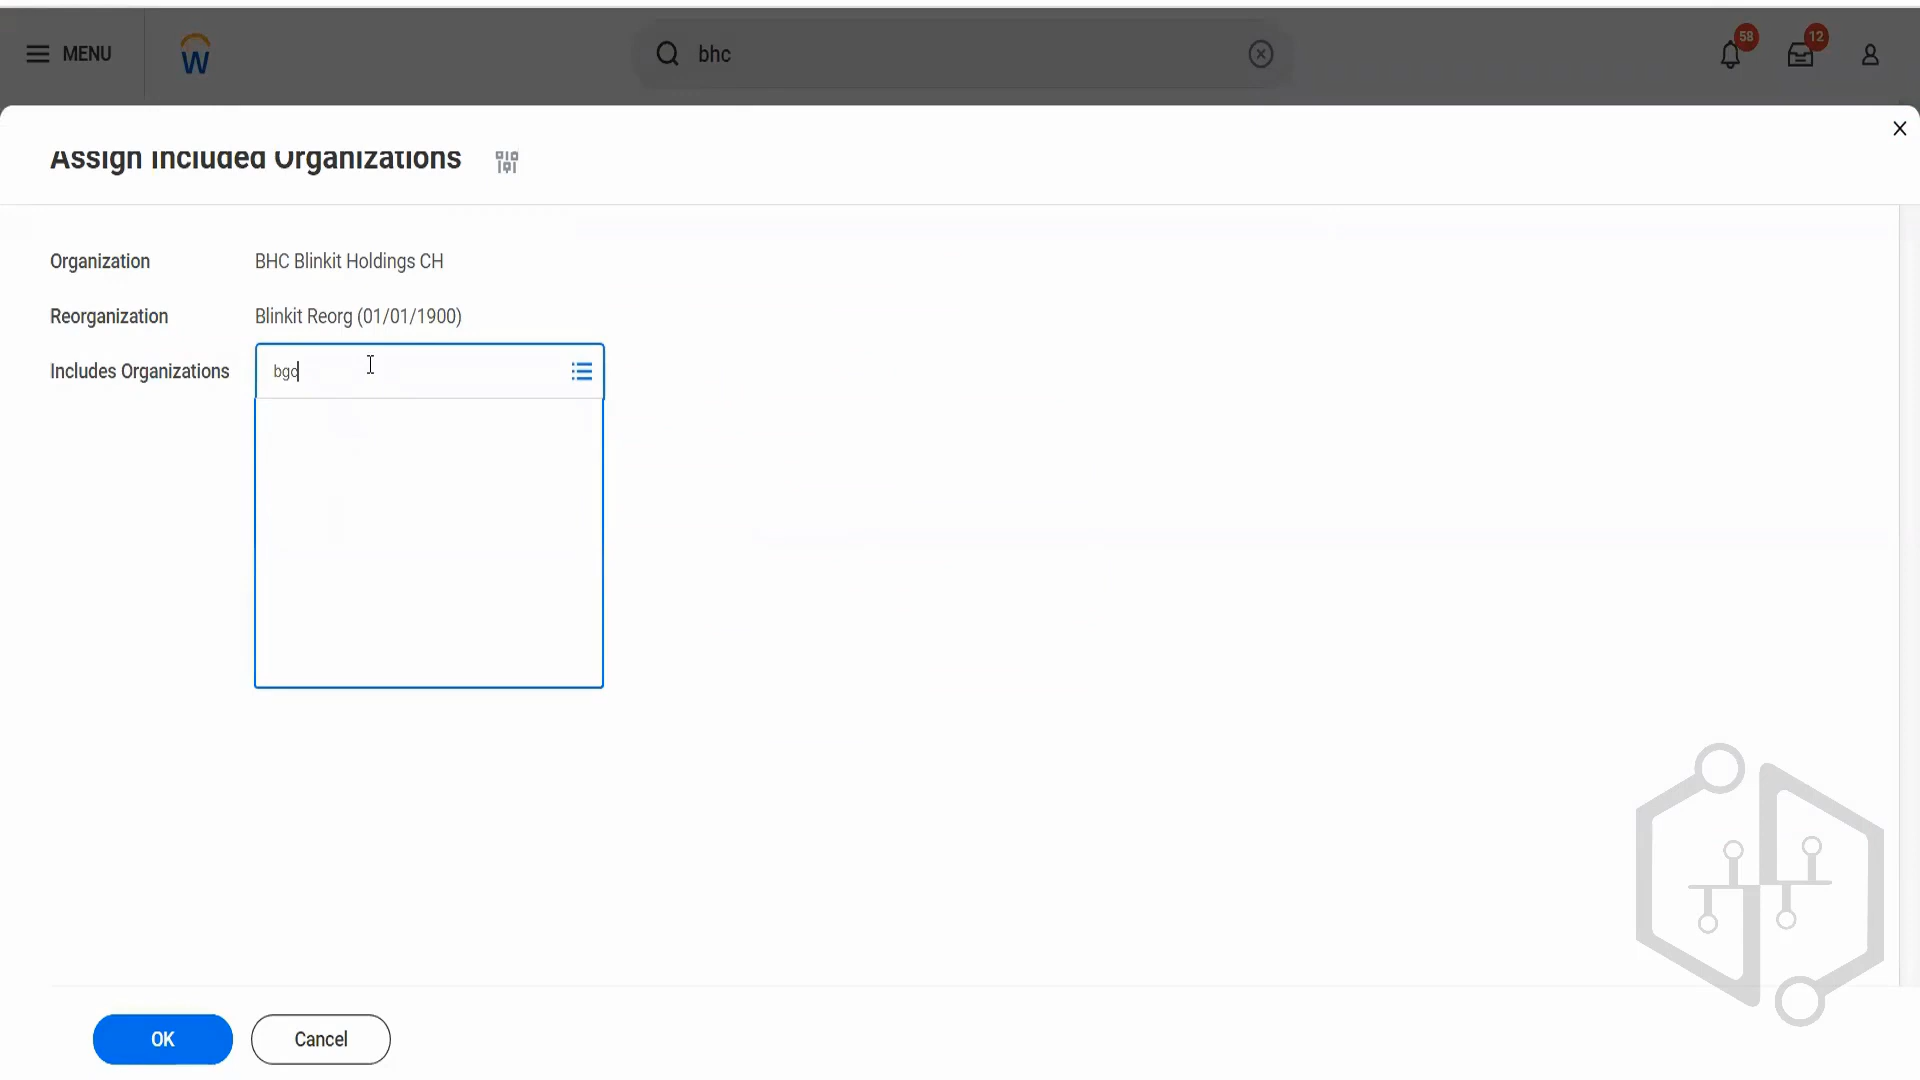 MENU
W
bhc
58
12
Assign Included Organizations
Organization
BHC Blinkit Holdings CH
Reorganization
Blinkit Reorg (01/01/1900)
Includes Organizations
bgc
OK
Cancel